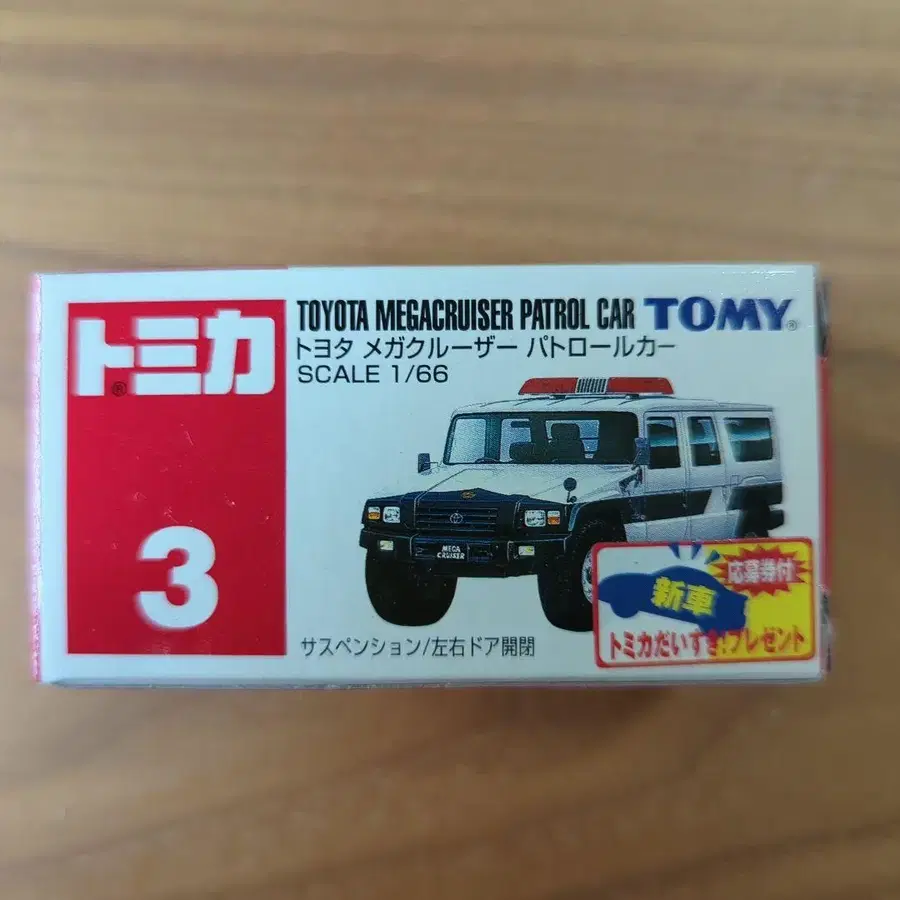 トミカ®
3
TOYOTA MEGACRUISER PATROL CAR TOMY®
トヨタ メガクルーザー パトロールカー
SCALE 1/66
MEGA
CRUISER
サスペンション/左右ドア開閉
応募券付
新車
トミカだいすき!プレゼント